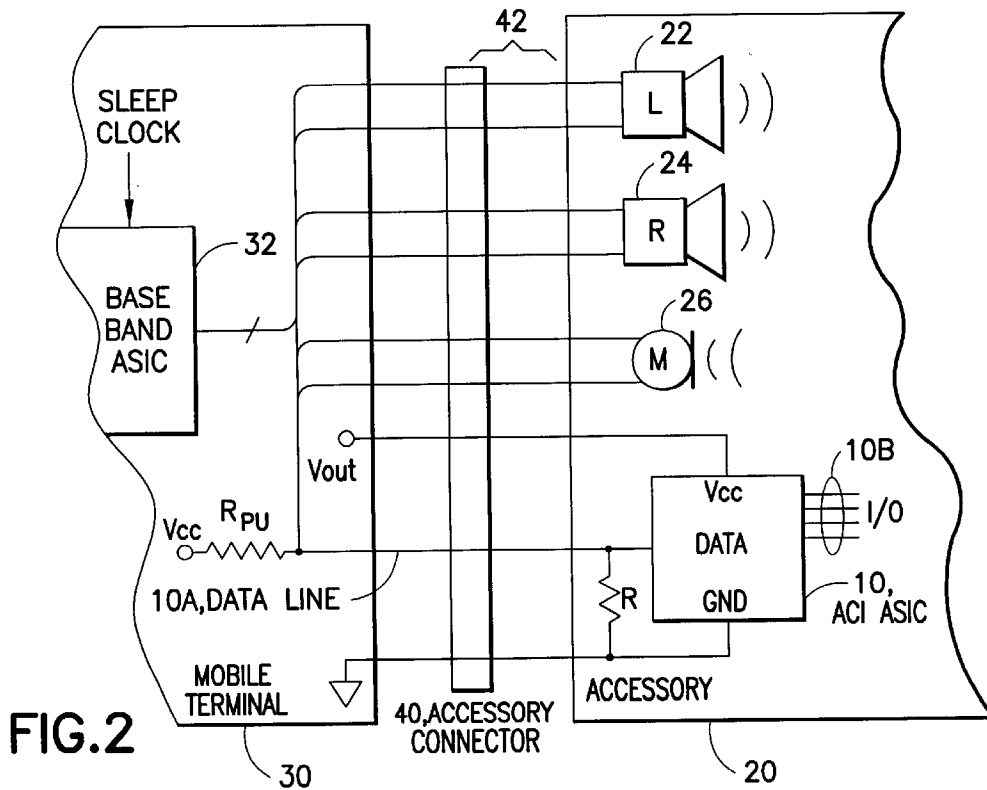 42
22
SLEEP
CLOCK
L
24
32
R
BASE
BAND
ASIC
26
M
Vout
10B
Vcc
I/O
Vcc
RPU
DATA
10A,DATA LINE
R
GND
10,
ACI ASIC
MOBILE
TERMINAL
ACCESSORY
40,ACCESSORY
CONNECTOR
FIG.2
30
20